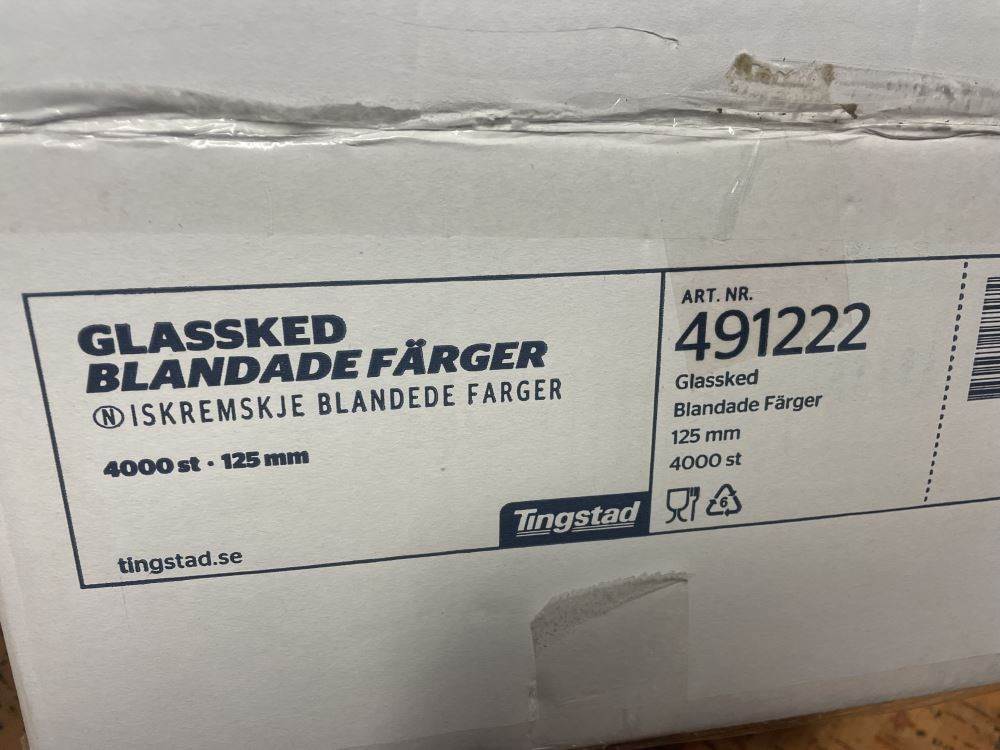 GLASSKED
BLANDADE FÄRGER
N ISKREMSKJE BLANDEDE FARGER
4000 st · 125 mm
tingstad.se
Tingstad
ART. NR.
491222
Glassked
Blandade Färger
125 mm
4000 st
6